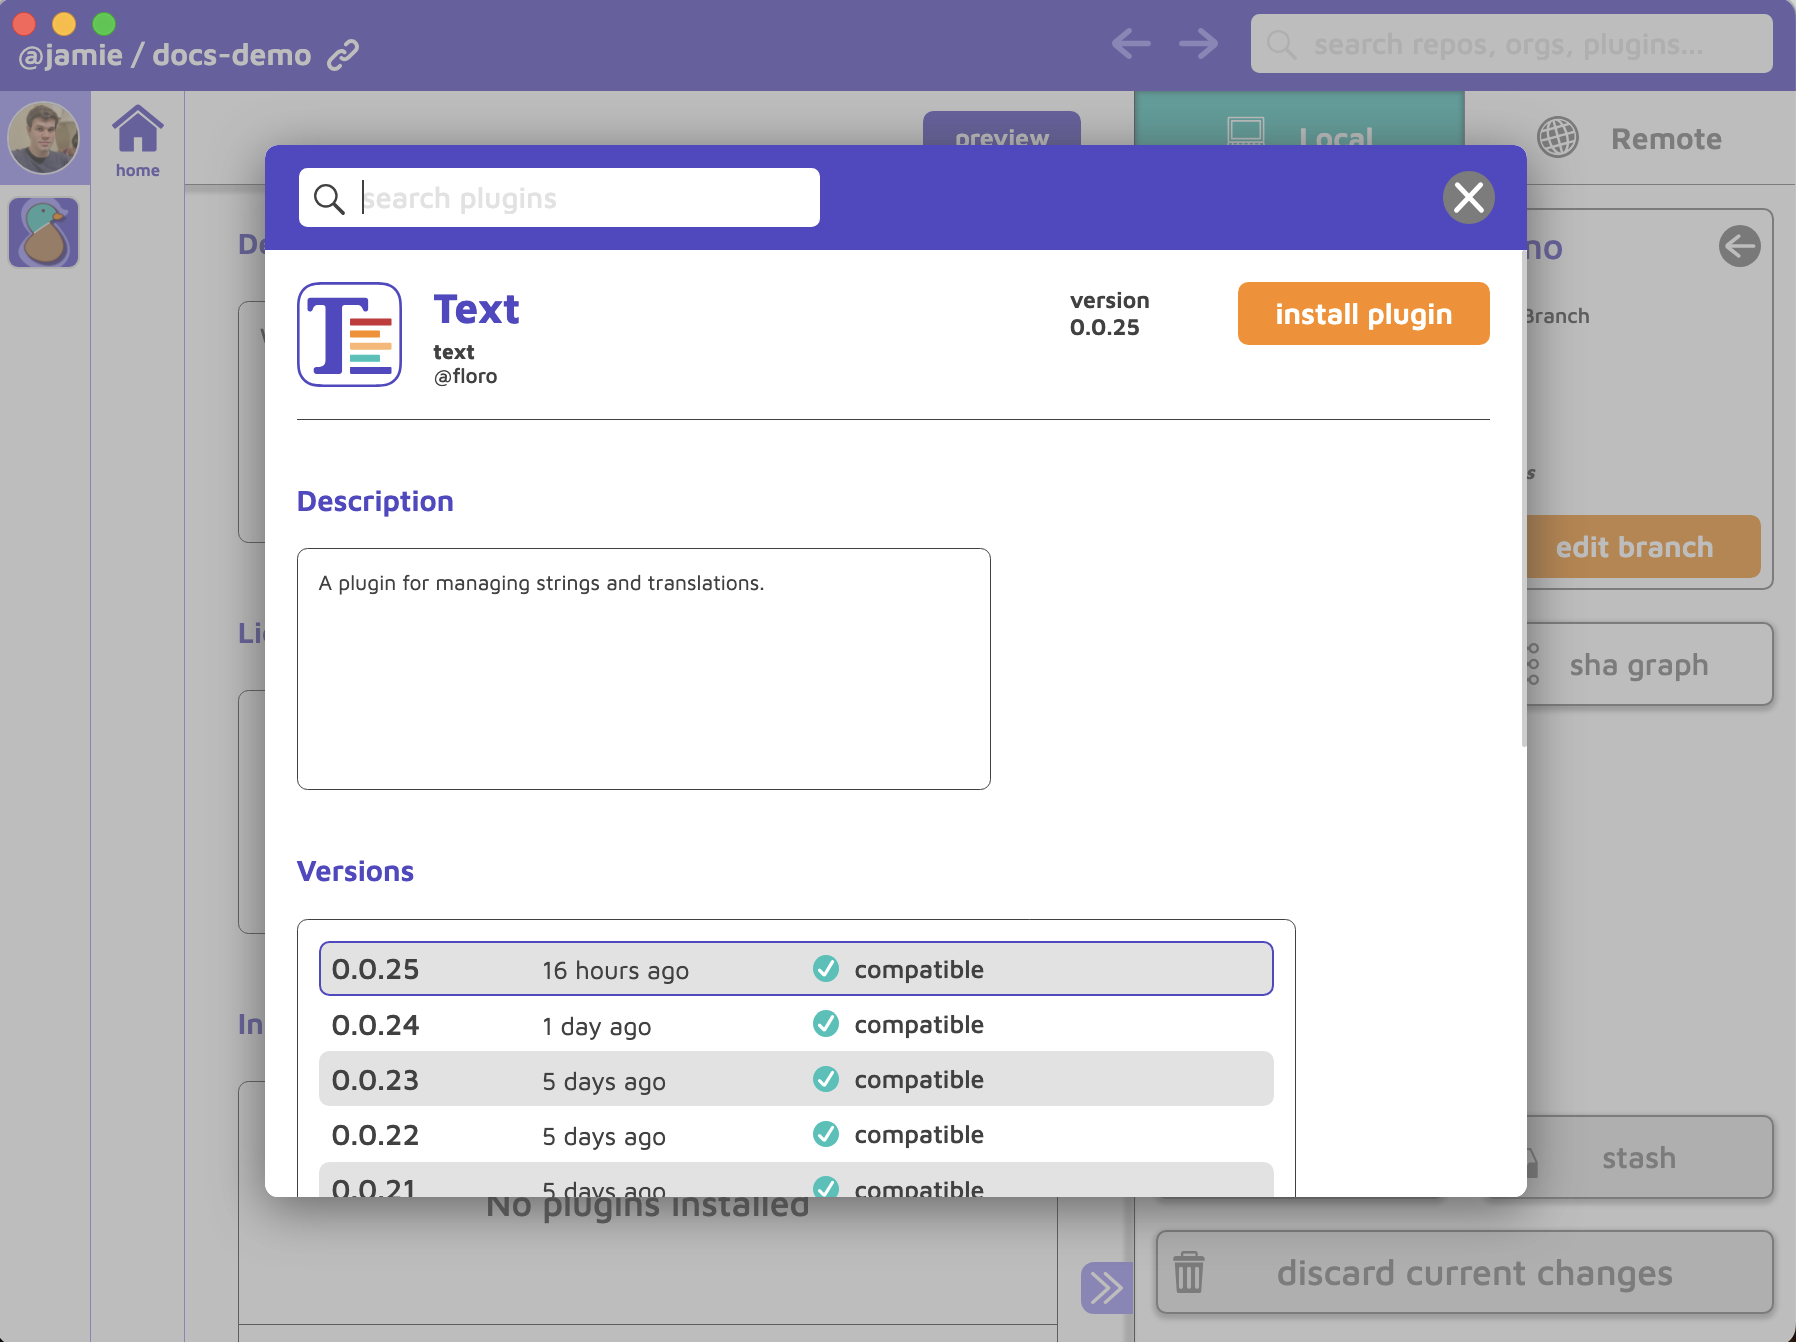 @jamie / docs-demo
search repos, orgs, plugins...
home
preview
Local
Remote
search plugins
Text
text
@floro
version
0.0.25
install plugin
Branch
edit branch
Description
A plugin for managing strings and translations.
sha graph
Versions
0.0.25 16 hours ago compatible
0.0.24 1 day ago compatible
0.0.23 5 days ago compatible
0.0.22 5 days ago compatible
0.0.21 5 days ago compatible
No plugins installed
stash
discard current changes